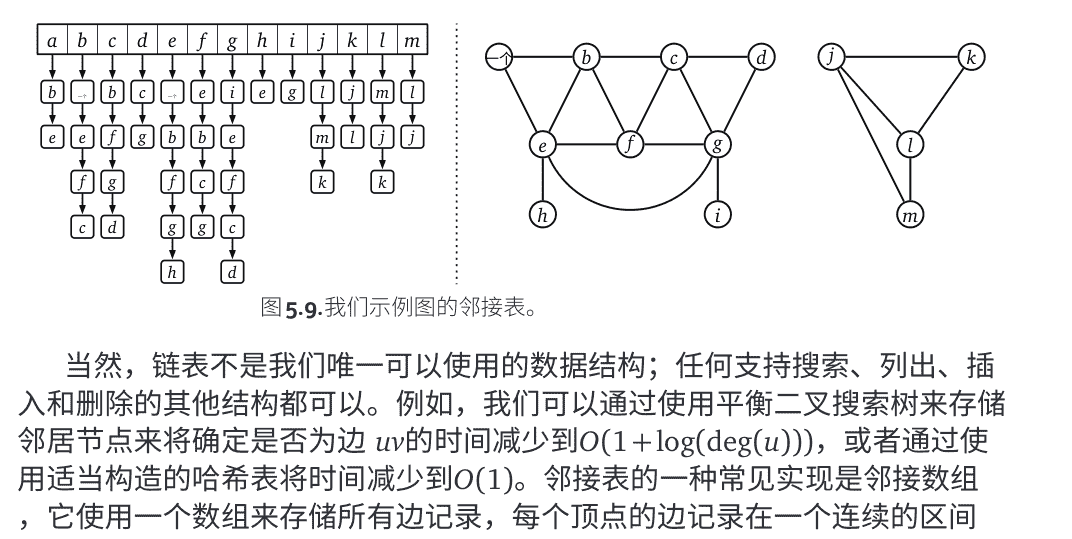 a b c d e f g h i j k l m
b 一个 b c 一个 e i e g l j m l
e e f g b b e m l j j
f g f c f k k
c d g g c
h d
一个 b c d j k
e f g l
h i m
图 5.9.我们示例图的邻接表。
当然，链表不是我们唯一可以使用的数据结构；任何支持搜索、列出、插
入和删除的其他结构都可以。例如，我们可以通过使用平衡二叉搜索树来存储
邻居节点来将确定是否为边 uv的时间减少到O(1+log(deg(u)))，或者通过使
用适当构造的哈希表将时间减少到O(1)。邻接表的一种常见实现是邻接数组
，它使用一个数组来存储所有边记录，每个顶点的边记录在一个连续的区间